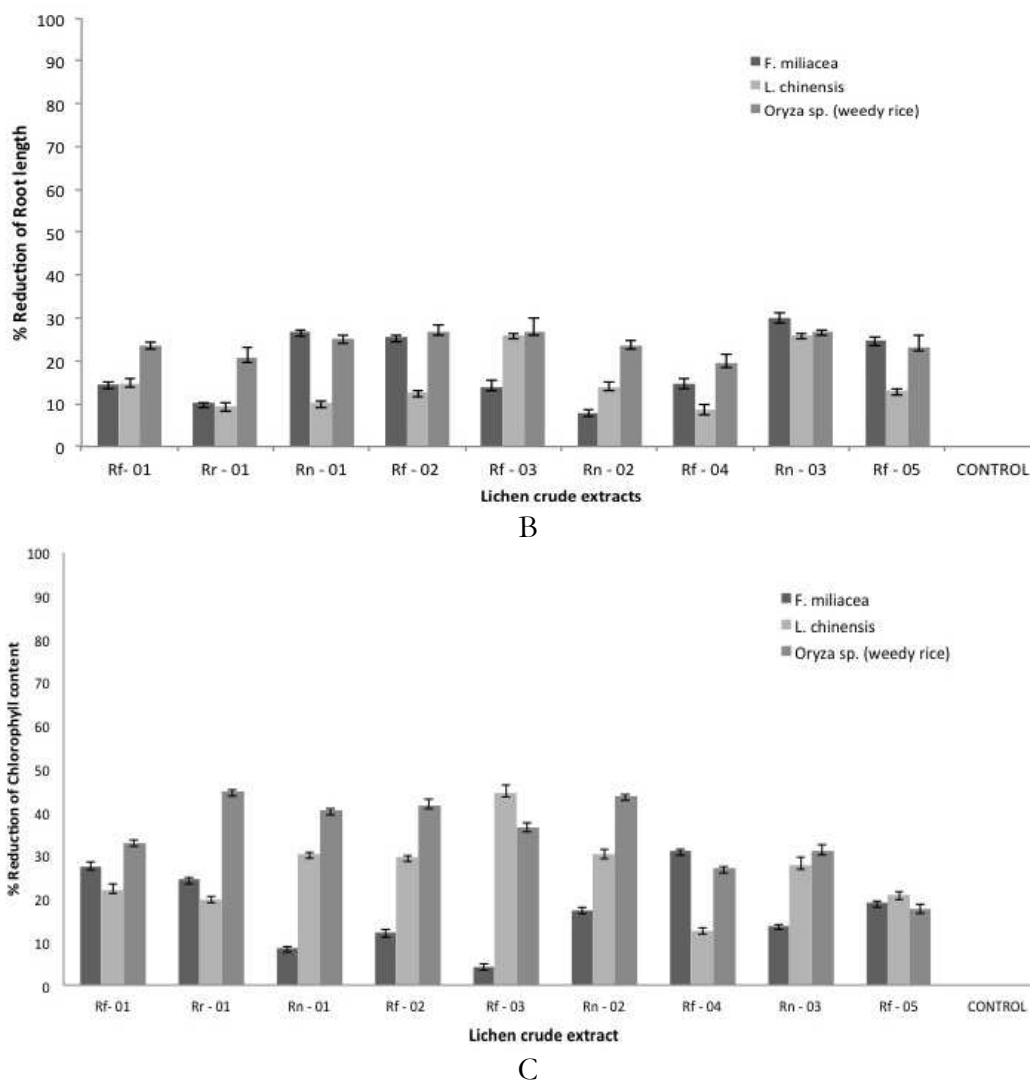 100
90
80
70
60
50
40
30
20
10
0
% Reduction of Root length
F. miliacea
L. chinensis
Oryza sp. (weedy rice)
Rf- 01 Rr - 01 Rn - 01 Rf - 02 Rf - 03 Rn - 02 Rf - 04 Rn - 03 Rf - 05 CONTROL
Lichen crude extracts
B
100
90
80
70
60
50
40
30
20
10
0
% Reduction of Chlorophyll content
F. miliacea
L. chinensis
Oryza sp. (weedy rice)
Rf- 01 Rr - 01 Rn - 01 Rf - 02 Rf - 03 Rn - 02 Rf - 04 Rn - 03 Rf - 05 CONTROL
Lichen crude extract
C